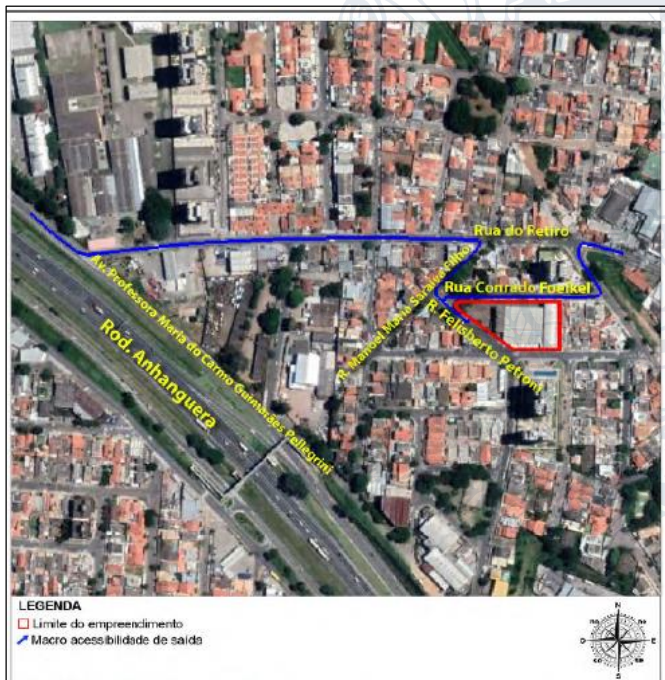 Rua do Retiro
Rua Conrado Fuelkel
R. Manoel Maria Saraiva Filho
R. Felisberto Petroni
Av. Professora Maria do Carmo Guimarães Pellegrini
Rod. Anhanguera
LEGENDA
Limite do empreendimento
Macro acessibilidade de saída
N
E
S
O